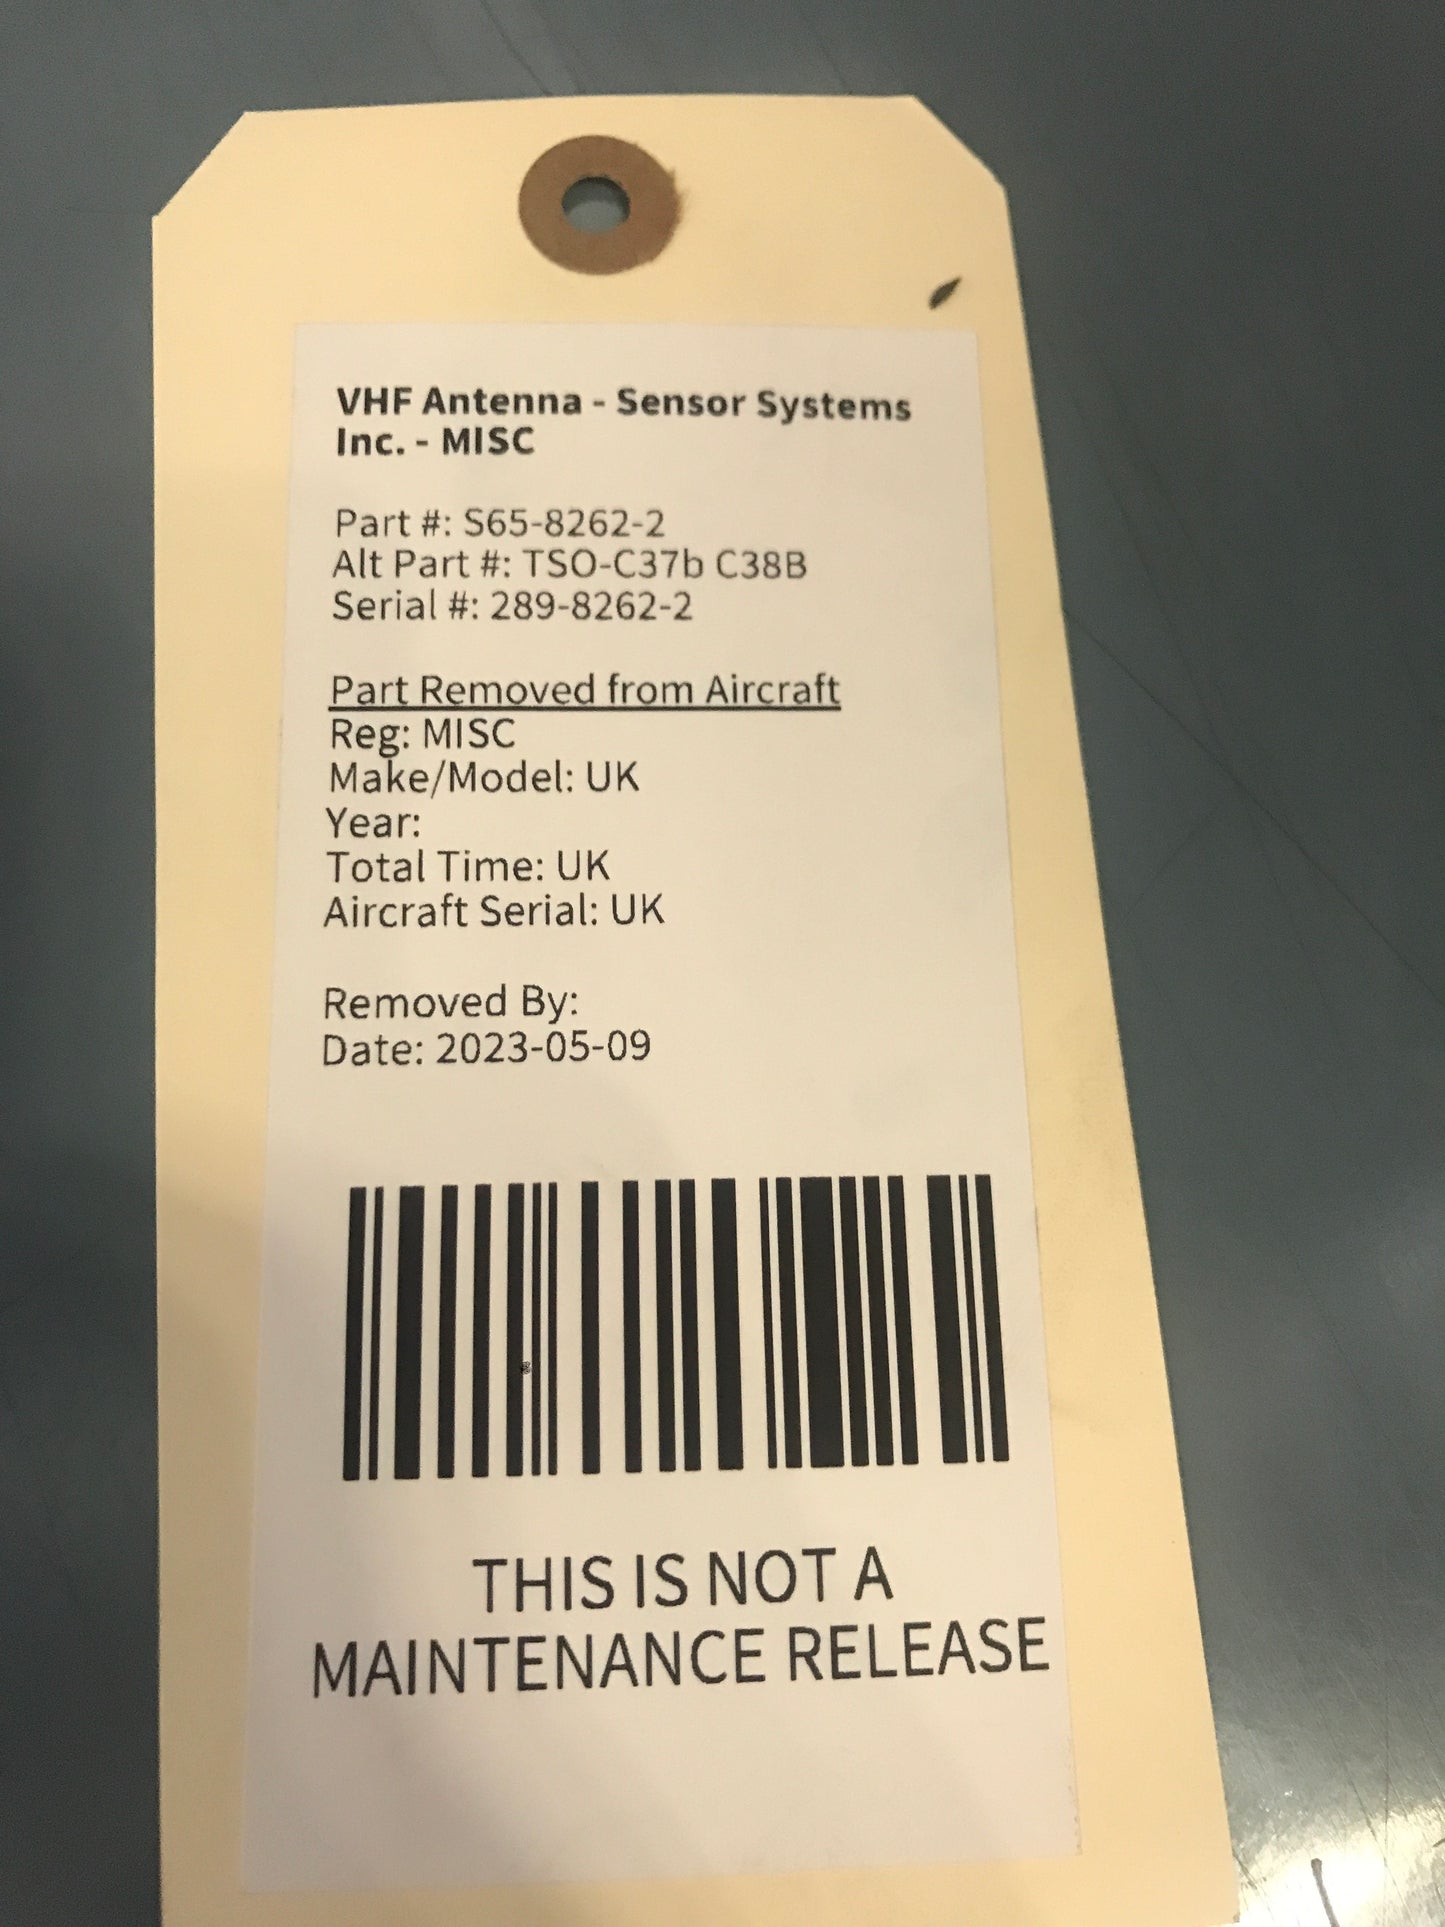 VHF Antenna - Sensor Systems
Inc. - MISC
Part #: S65-8262-2
Alt Part #: TSO-C37b C38B
Serial #: 289-8262-2
Part Removed from Aircraft
Reg: MISC
Make/Model: UK
Year:
Total Time: UK
Aircraft Serial: UK
Removed By:
Date: 2023-05-09
THIS IS NOT A
MAINTENANCE RELEASE